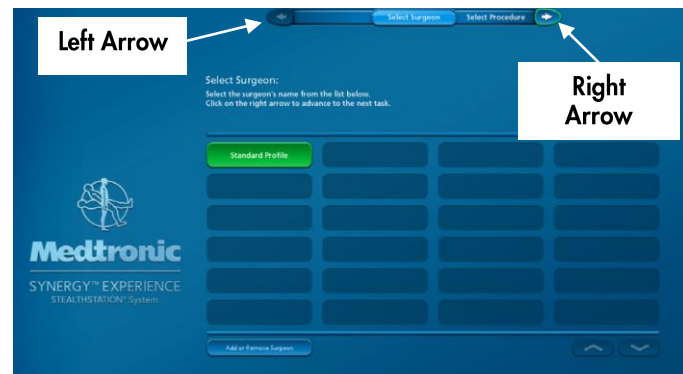 Left Arrow
Select Surgeon
Select Procedure
Right
Arrow
Select Surgeon:
Select the surgeon's name from the list below.
Click on the right arrow to advance to the next task.
Standard Profile
Medtronic
SYNERGY™ EXPERIENCE
STEALTHSTATION® System
Add or Remove Surgeon